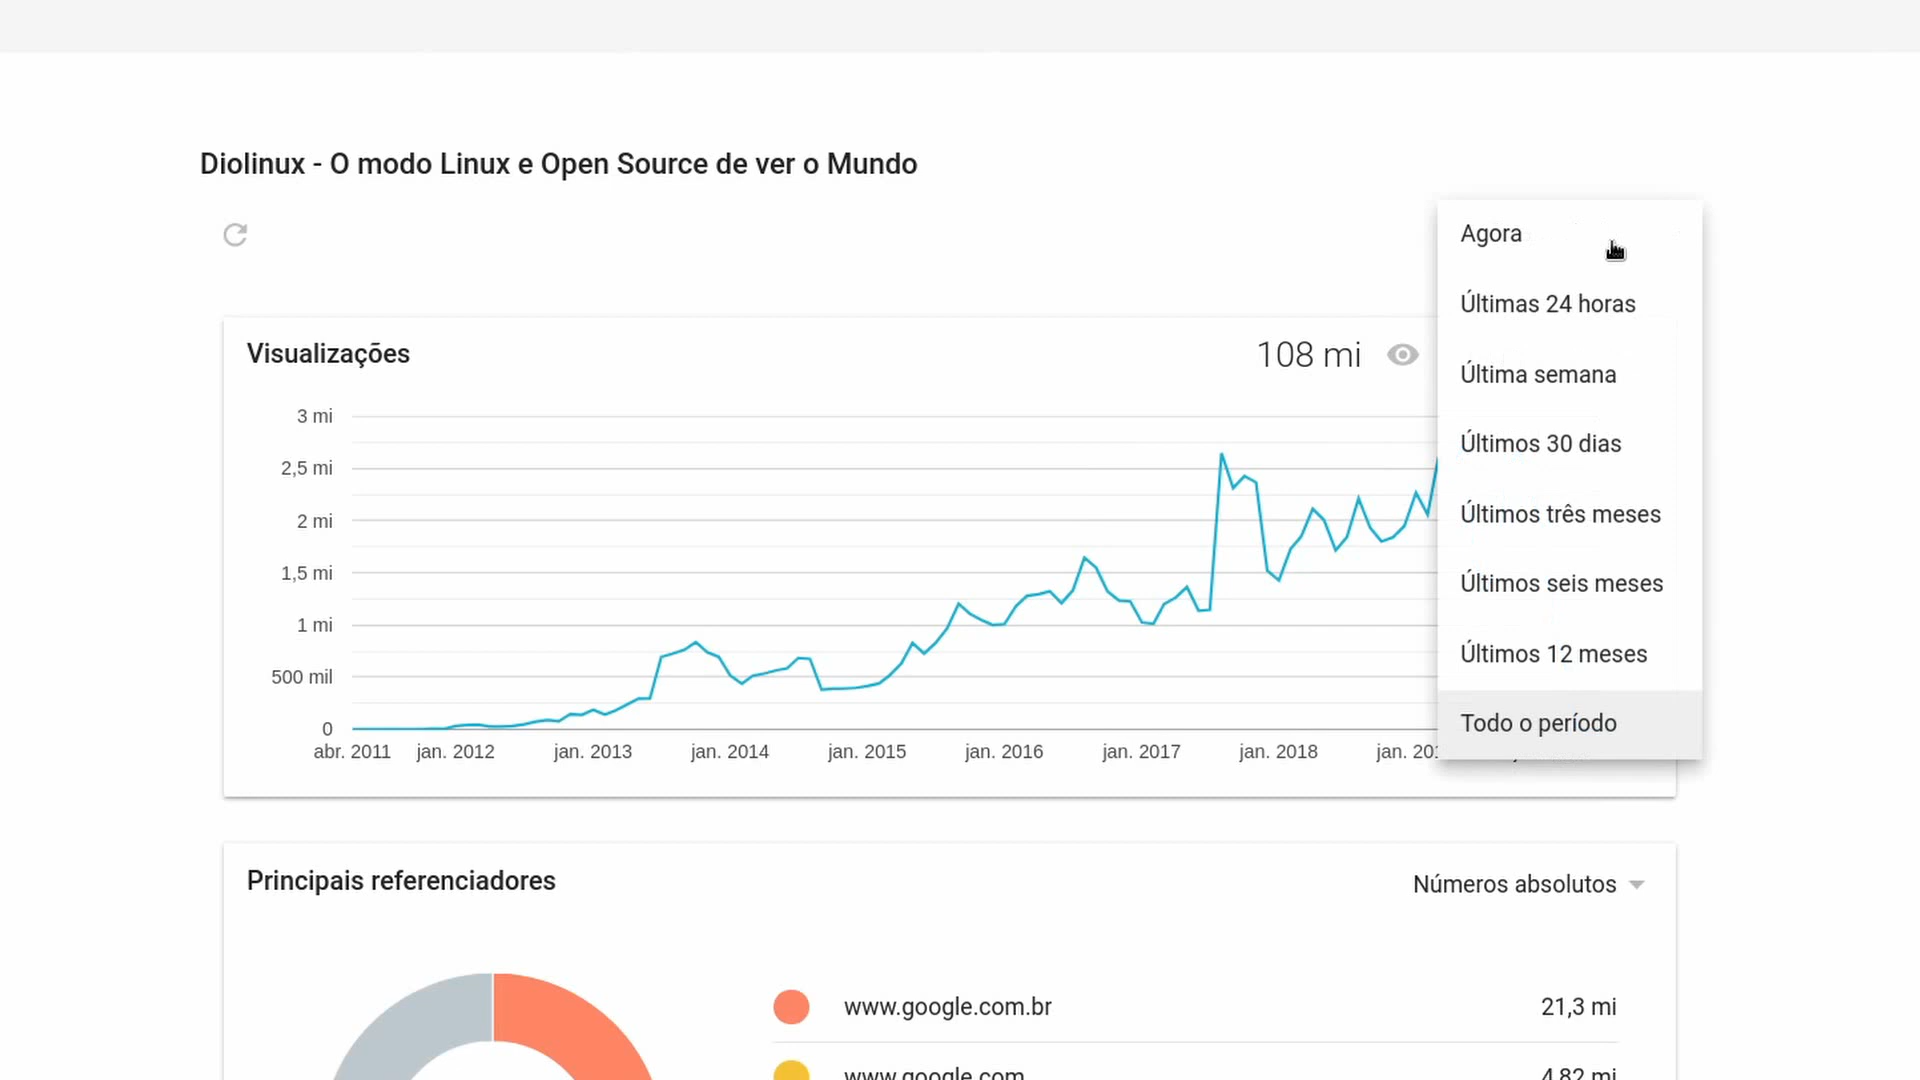 Diolinux - O modo Linux e Open Source de ver o Mundo
Agora
Últimas 24 horas
Última semana
Últimos 30 dias
Últimos três meses
Últimos seis meses
Últimos 12 meses
Todo o período
Visualizações
108 mi
3 mi
2,5 mi
2 mi
1,5 mi
1 mi
500 mil
0
abr. 2011 jan. 2012 jan. 2013 jan. 2014 jan. 2015 jan. 2016 jan. 2017 jan. 2018 jan. 201
Principais referenciadores
Números absolutos
www.google.com.br 21,3 mi
www.google.com 4,82 mi